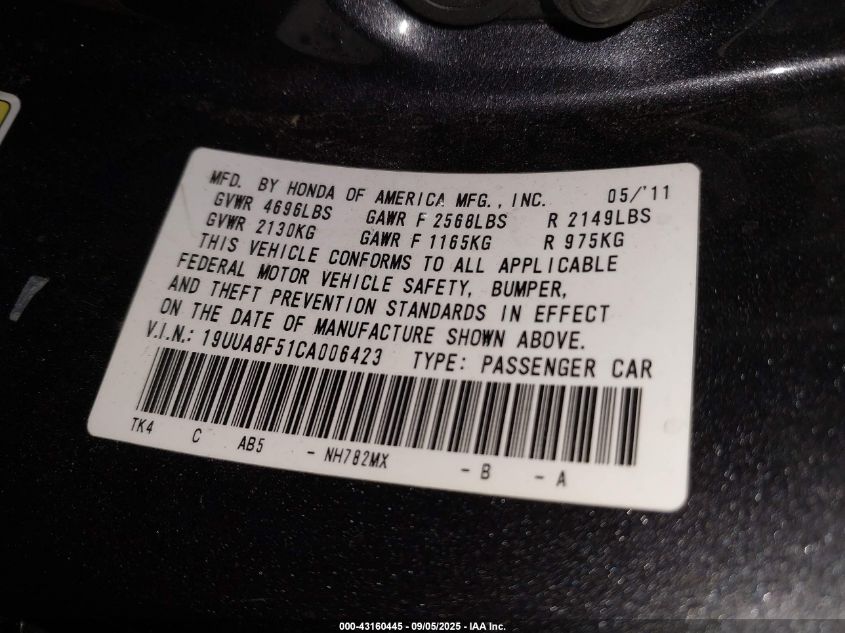 MFD. BY HONDA OF AMERICA MFG., INC. 05/'11
GVWR 4696LBS GAWR F 2568LBS R 2149LBS
GVWR 2130KG GAWR F 1165KG R 975KG
THIS VEHICLE CONFORMS TO ALL APPLICABLE
FEDERAL MOTOR VEHICLE SAFETY, BUMPER,
AND THEFT PREVENTION STANDARDS IN EFFECT
ON THE DATE OF MANUFACTURE SHOWN ABOVE.
V.I.N.: 19UUA8F51CA006423 TYPE: PASSENGER CAR
TK4 C AB5 - NH782MX - B - A
000-43160445 - 09/05/2025 - IAA Inc.